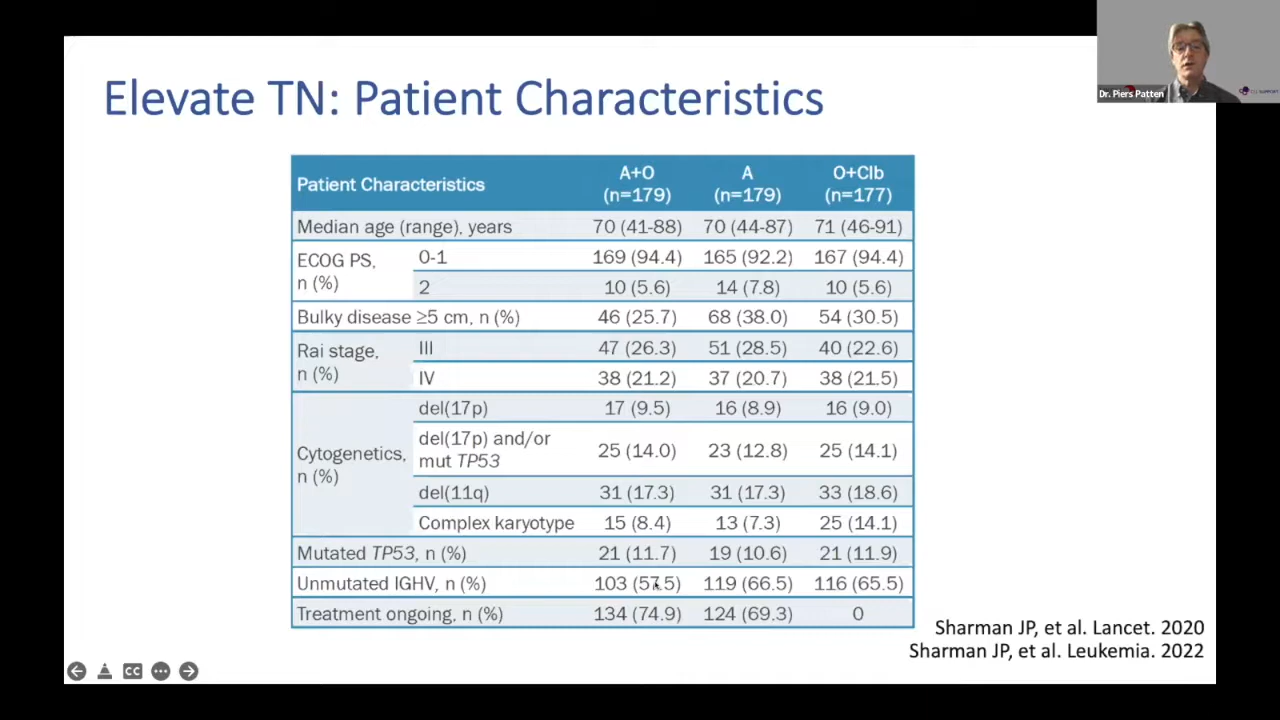 Elevate TN: Patient Characteristics
Dr. Piers Patten
Patient Characteristics A+O (n=179) A (n=179) O+Clb (n=177)
Median age (range), years 70 (41-88) 70 (44-87) 71 (46-91)
ECOG PS, n (%) 0-1 169 (94.4) 165 (92.2) 167 (94.4)
2 10 (5.6) 14 (7.8) 10 (5.6)
Bulky disease ≥5 cm, n (%) 46 (25.7) 68 (38.0) 54 (30.5)
Rai stage, n (%) III 47 (26.3) 51 (28.5) 40 (22.6)
IV 38 (21.2) 37 (20.7) 38 (21.5)
Cytogenetics, n (%) del(17p) 17 (9.5) 16 (8.9) 16 (9.0)
del(17p) and/or mut TP53 25 (14.0) 23 (12.8) 25 (14.1)
del(11q) 31 (17.3) 31 (17.3) 33 (18.6)
Complex karyotype 15 (8.4) 13 (7.3) 25 (14.1)
Mutated TP53, n (%) 21 (11.7) 19 (10.6) 21 (11.9)
Unmutated IGHV, n (%) 103 (57.5) 119 (66.5) 116 (65.5)
Treatment ongoing, n (%) 134 (74.9) 124 (69.3) 0
Sharman JP, et al. Lancet. 2020
Sharman JP, et al. Leukemia. 2022
CC